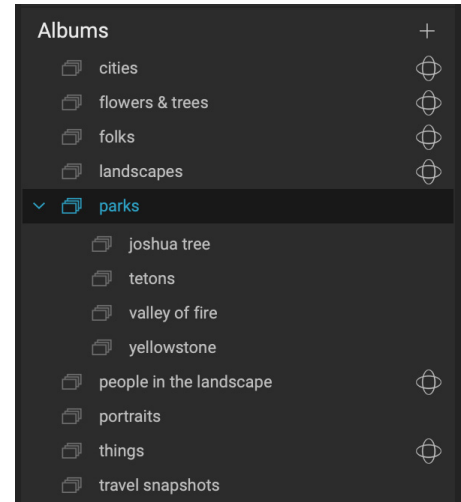 Albums
cities
flowers & trees
folks
landscapes
parks
joshua tree
tetons
valley of fire
yellowstone
people in the landscape
portraits
things
travel snapshots